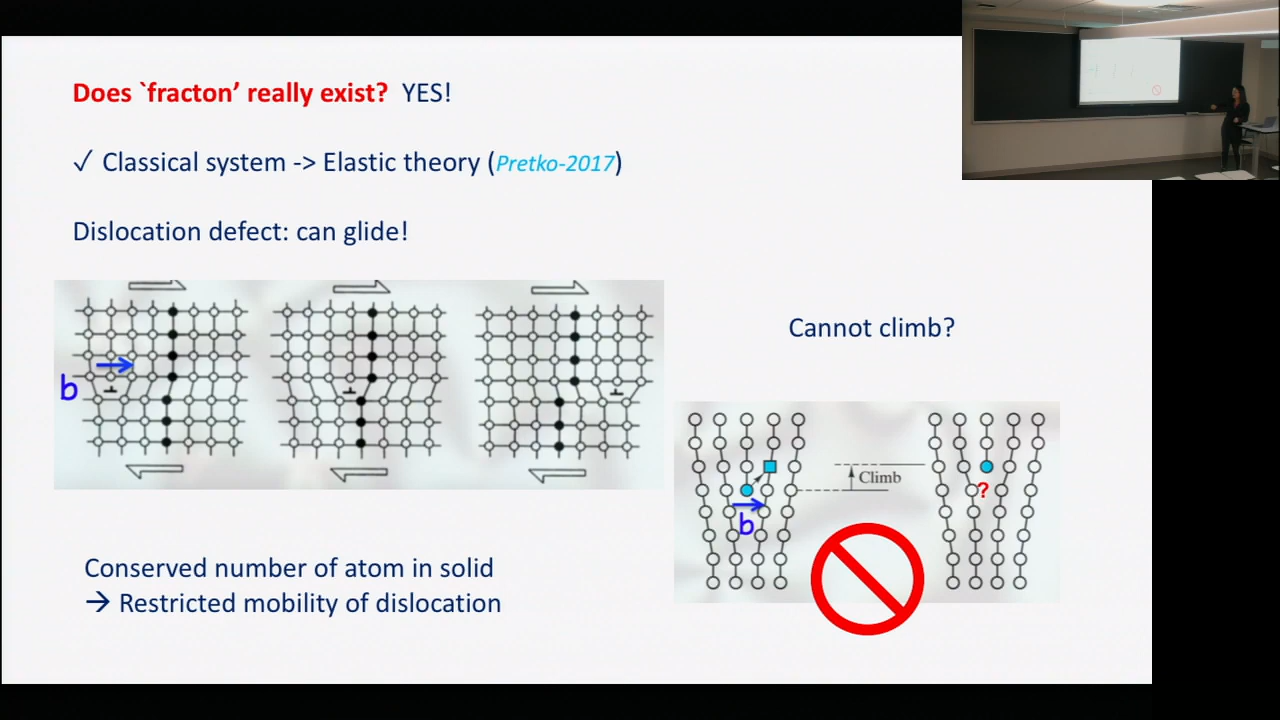 Does `fracton’ really exist? YES!
✓ Classical system -> Elastic theory (Pretko-2017)
Dislocation defect: can glide!
b
Cannot climb?
Climb
?
b
Conserved number of atom in solid
→ Restricted mobility of dislocation